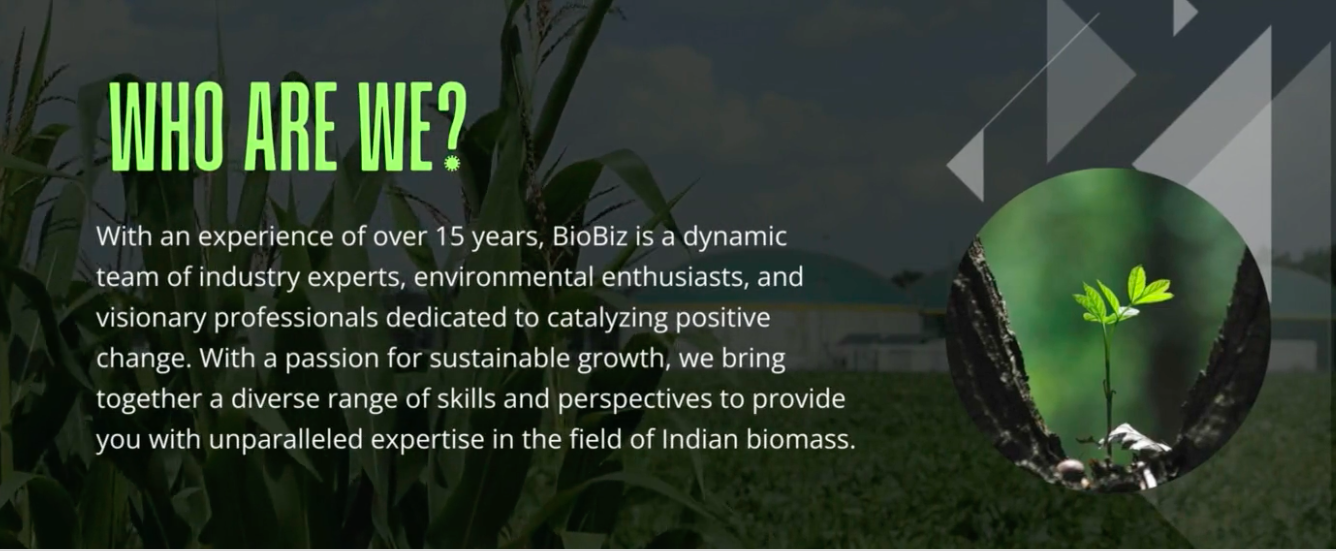 WHO ARE WE?
With an experience of over 15 years, BioBiz is a dynamic
team of industry experts, environmental enthusiasts, and
visionary professionals dedicated to catalyzing positive
change. With a passion for sustainable growth, we bring
together a diverse range of skills and perspectives to provide
you with unparalleled expertise in the field of Indian biomass.